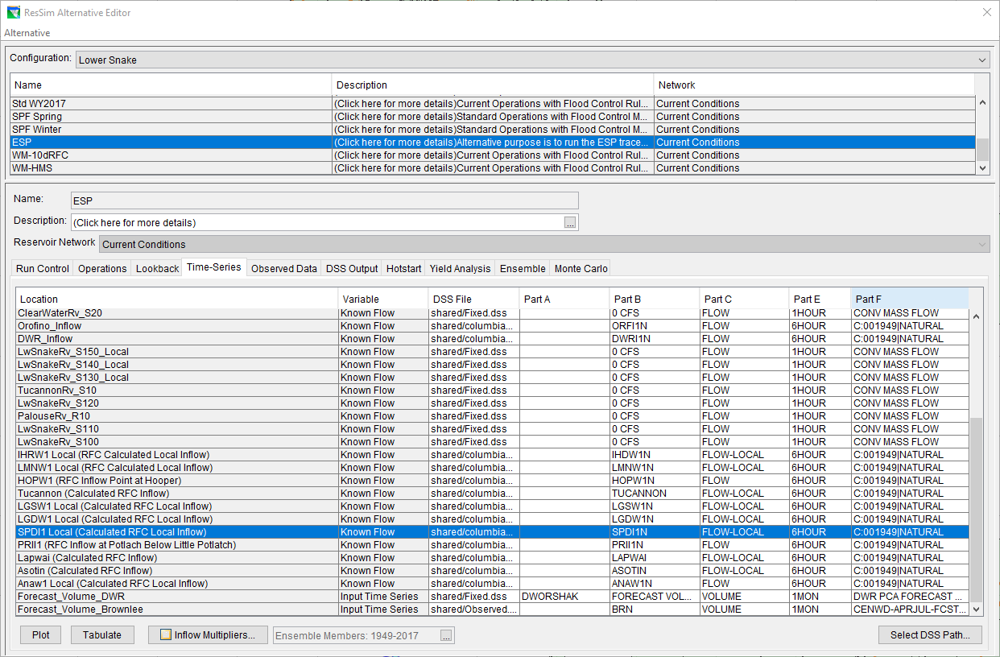 ResSim Alternative Editor
Alternative
Configuration: Lower Snake
Name Description Network
Std WY2017 (Click here for more details)Current Operations with Flood Control Rul... Current Conditions
SPF Spring (Click here for more details)Standard Operations with Flood Control M... Current Conditions
SPF Winter (Click here for more details)Standard Operations with Flood Control M... Current Conditions
ESP (Click here for more details)Alternative purpose is to run the ESP trace... Current Conditions
WM-10dRFC (Click here for more details)Current Operations with Flood Control Rul... Current Conditions
WM-HMS (Click here for more details)Current Operations with Flood Control Rul... Current Conditions
Name: ESP
Description: (Click here for more details) ...
Reservoir Network Current Conditions
Run Control Operations Lookback Time-Series Observed Data DSS Output Hotstart Yield Analysis Ensemble Monte Carlo
Location Variable DSS File Part A Part B Part C Part E Part F
ClearWaterRv_S20 Known Flow shared/Fixed.dss 0 CFS FLOW 1HOUR CONV MASS FLOW
Orofino_Inflow Known Flow shared/columbia... ORFI1N FLOW 6HOUR C:001949|NATURAL
DWR_Inflow Known Flow shared/columbia... DWRI1N FLOW 6HOUR C:001949|NATURAL
LwSnakeRv_S150_Local Known Flow shared/Fixed.dss 0 CFS FLOW 1HOUR CONV MASS FLOW
LwSnakeRv_S140_Local Known Flow shared/Fixed.dss 0 CFS FLOW 1HOUR CONV MASS FLOW
LwSnakeRv_S130_Local Known Flow shared/Fixed.dss 0 CFS FLOW 1HOUR CONV MASS FLOW
TucannonRv_S10 Known Flow shared/Fixed.dss 0 CFS FLOW 1HOUR CONV MASS FLOW
LwSnakeRv_S120 Known Flow shared/Fixed.dss 0 CFS FLOW 1HOUR CONV MASS FLOW
PalouseRv_R10 Known Flow shared/Fixed.dss 0 CFS FLOW 1HOUR CONV MASS FLOW
LwSnakeRv_S110 Known Flow shared/Fixed.dss 0 CFS FLOW 1HOUR CONV MASS FLOW
LwSnakeRv_S100 Known Flow shared/Fixed.dss 0 CFS FLOW 1HOUR CONV MASS FLOW
IHRW1 Local (RFC Calculated Local Inflow) Known Flow shared/columbia... IHDW1N FLOW-LOCAL 6HOUR C:001949|NATURAL
LMNW1 Local (RFC Calculated Local Inflow) Known Flow shared/columbia... LMNW1N FLOW-LOCAL 6HOUR C:001949|NATURAL
HOPW1 (RFC Inflow Point at Hooper) Known Flow shared/columbia... HOPW1N FLOW 6HOUR C:001949|NATURAL
Tucannon (Calculated RFC Inflow) Known Flow shared/columbia... TUCANNON FLOW-LOCAL 6HOUR C:001949|NATURAL
LGSW1 Local (Calculated RFC Local Inflow) Known Flow shared/columbia... LGSW1N FLOW-LOCAL 6HOUR C:001949|NATURAL
LGDW1 Local (Calculated RFC Local Inflow) Known Flow shared/columbia... LGDW1N FLOW-LOCAL 6HOUR C:001949|NATURAL
SPDI1 Local (Calculated RFC Local Inflow) Known Flow shared/columbia... SPDI1N FLOW-LOCAL 6HOUR C:001949|NATURAL
PRII1 (RFC Inflow at Potlach Below Little Potlatch) Known Flow shared/columbia... PRII1N FLOW 6HOUR C:001949|NATURAL
Lapwai (Calculated RFC Inflow) Known Flow shared/columbia... LAPWAI FLOW-LOCAL 6HOUR C:001949|NATURAL
Asotin (Calculated RFC Inflow) Known Flow shared/columbia... ASOTIN FLOW-LOCAL 6HOUR C:001949|NATURAL
Anaw1 Local (Calculated RFC Local Inflow) Known Flow shared/columbia... ANAW1N FLOW 6HOUR C:001949|NATURAL
Forecast_Volume_DWR Input Time Series shared/Fixed.dss DWORSHAK FORECAST VOL... VOLUME 1MON DWR PCA FORECAST ...
Forecast_Volume_Brownlee Input Time Series shared/Observed.... BRN VOLUME 1MON CENWD-APRJUL-FCST...
Plot Tabulate Inflow Multipliers... Ensemble Members: 1949-2017 ... Select DSS Path...